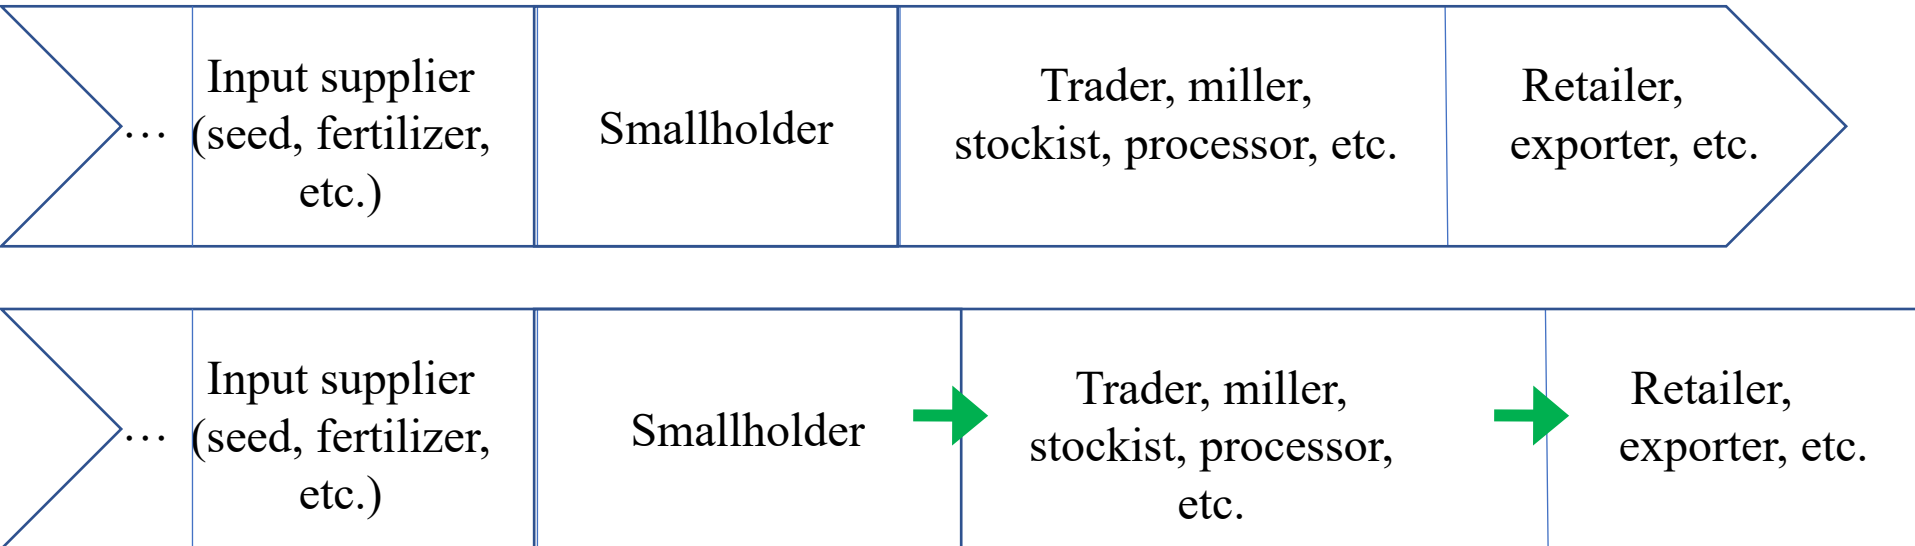 ...
Input supplier
(seed, fertilizer,
etc.)
Smallholder
Trader, miller,
stockist, processor, etc.
Retailer,
exporter, etc.
...
Input supplier
(seed, fertilizer,
etc.)
Smallholder
Trader, miller,
stockist, processor,
etc.
Retailer,
exporter, etc.